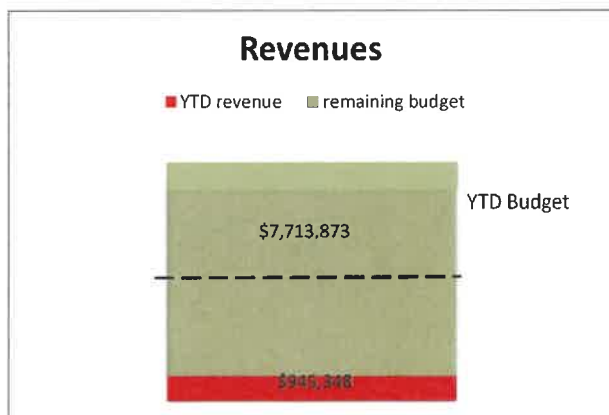 Revenues
YTD revenue remaining budget
YTD Budget
$7,713,873
$945,348